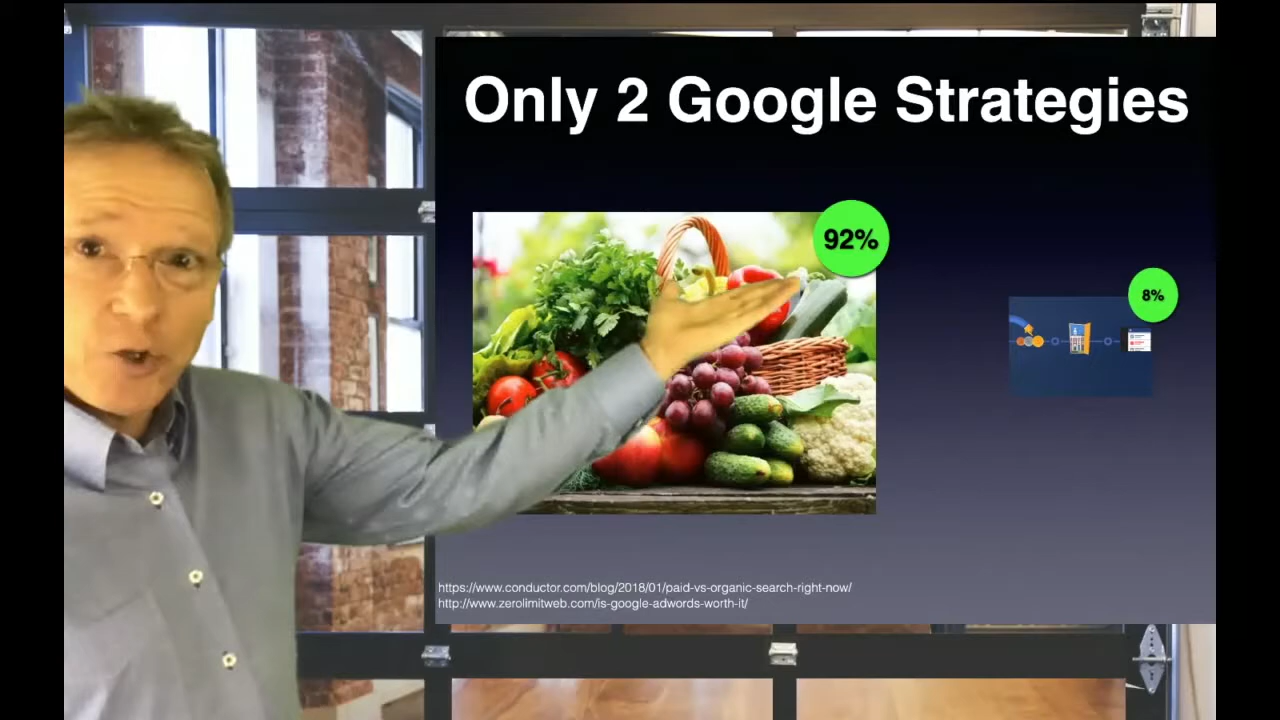 Only 2 Google Strategies
92%
8%
https://www.conductor.com/blog/2018/01/paid-vs-organic-search-right-now/
http://www.zerolimitweb.com/is-google-adwords-worth-it/